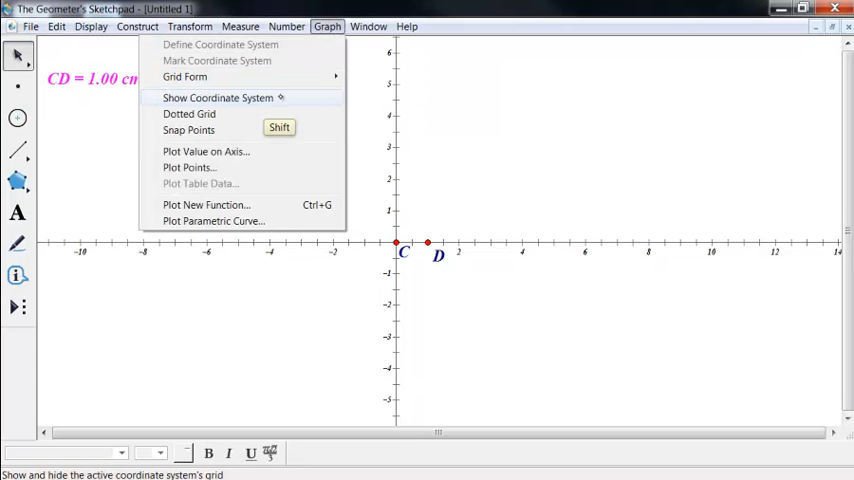 The Geometer's Sketchpad - [Untitled 1]
File Edit Display Construct Transform Measure Number Graph Window Help
Define Coordinate System
Mark Coordinate System
Grid Form
Show Coordinate System
Dotted Grid
Snap Points
Shift
Plot Value on Axis...
Plot Points...
Plot Table Data...
Plot New Function... Ctrl+G
Plot Parametric Curve...
CD = 1.00 cm
6
5
4
3
2
1
-10 -8 -6 -4 -2 2 4 6 8 10 12 14
C D
-1
-2
-3
-4
-5
A
B I U
Show and hide the active coordinate system's grid